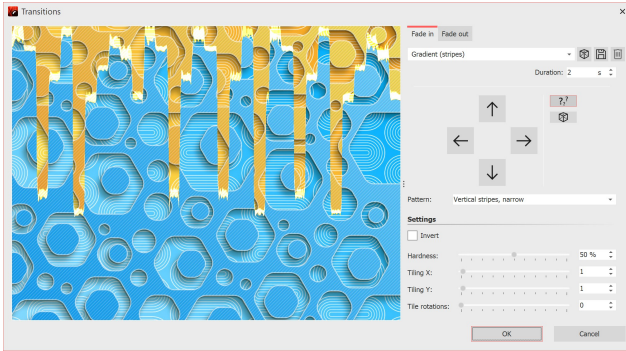 Transitions
Fade in Fade out
Gradient (stripes)
Duration: 2 s
?,?
Pattern: Vertical stripes, narrow
Settings
Invert
Hardness: 50 %
Tiling X: 1
Tiling Y: 1
Tile rotations: 0
OK Cancel